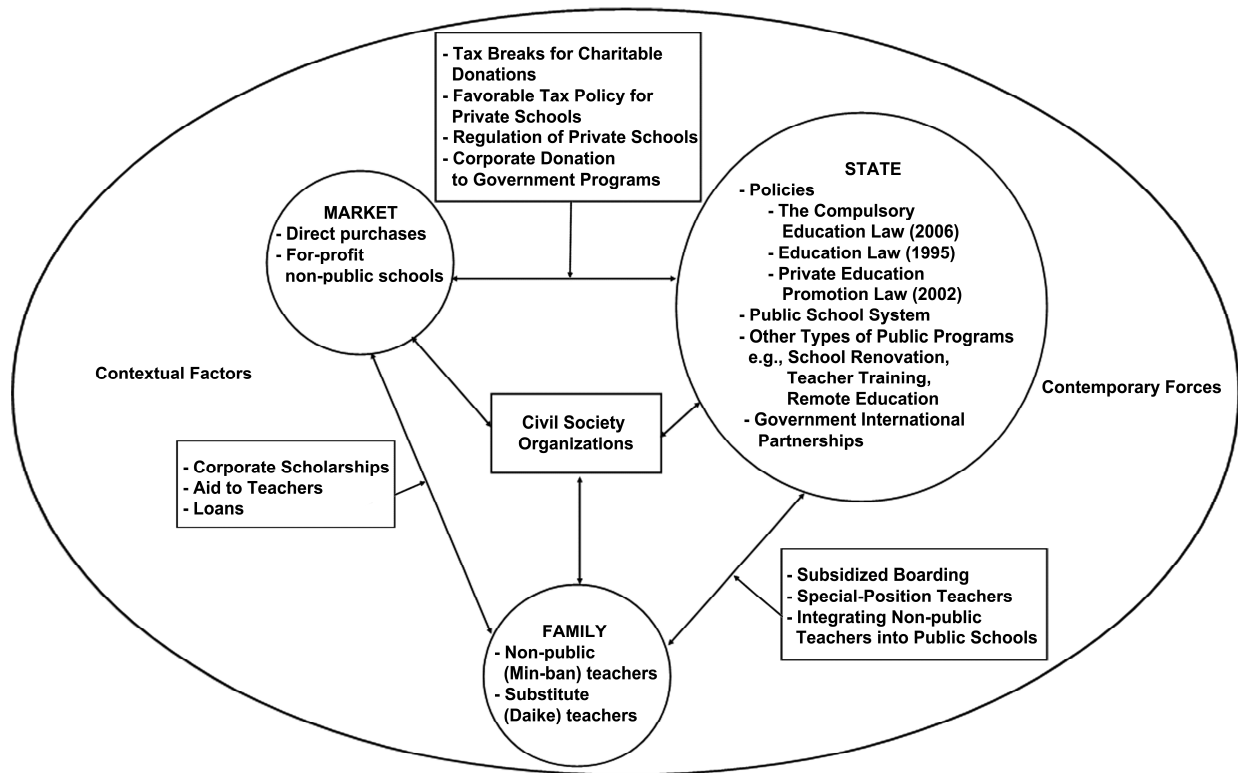 - Tax Breaks for Charitable
Donations
- Favorable Tax Policy for
Private Schools
- Regulation of Private Schools
- Corporate Donation
to Government Programs
MARKET
- Direct purchases
- For-profit
non-public schools
STATE
- Policies
- The Compulsory
Education Law (2006)
- Education Law (1995)
- Private Education
Promotion Law (2002)
- Public School System
- Other Types of Public Programs
e.g., School Renovation,
Teacher Training,
Remote Education
- Government International
Partnerships
Contextual Factors
Contemporary Forces
Civil Society
Organizations
- Corporate Scholarships
- Aid to Teachers
- Loans
- Subsidized Boarding
- Special-Position Teachers
- Integrating Non-public
Teachers into Public Schools
FAMILY
- Non-public
(Min-ban) teachers
- Substitute
(Daike) teachers